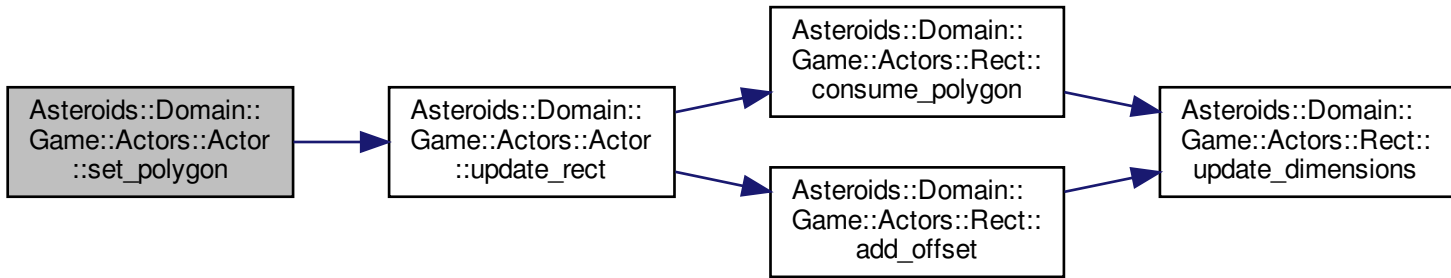 Asteroids::Domain::
Game::Actors::Actor
::set_polygon
Asteroids::Domain::
Game::Actors::Actor
::update_rect
Asteroids::Domain::
Game::Actors::Rect::
consume_polygon
Asteroids::Domain::
Game::Actors::Rect::
add_offset
Asteroids::Domain::
Game::Actors::Rect::
update_dimensions